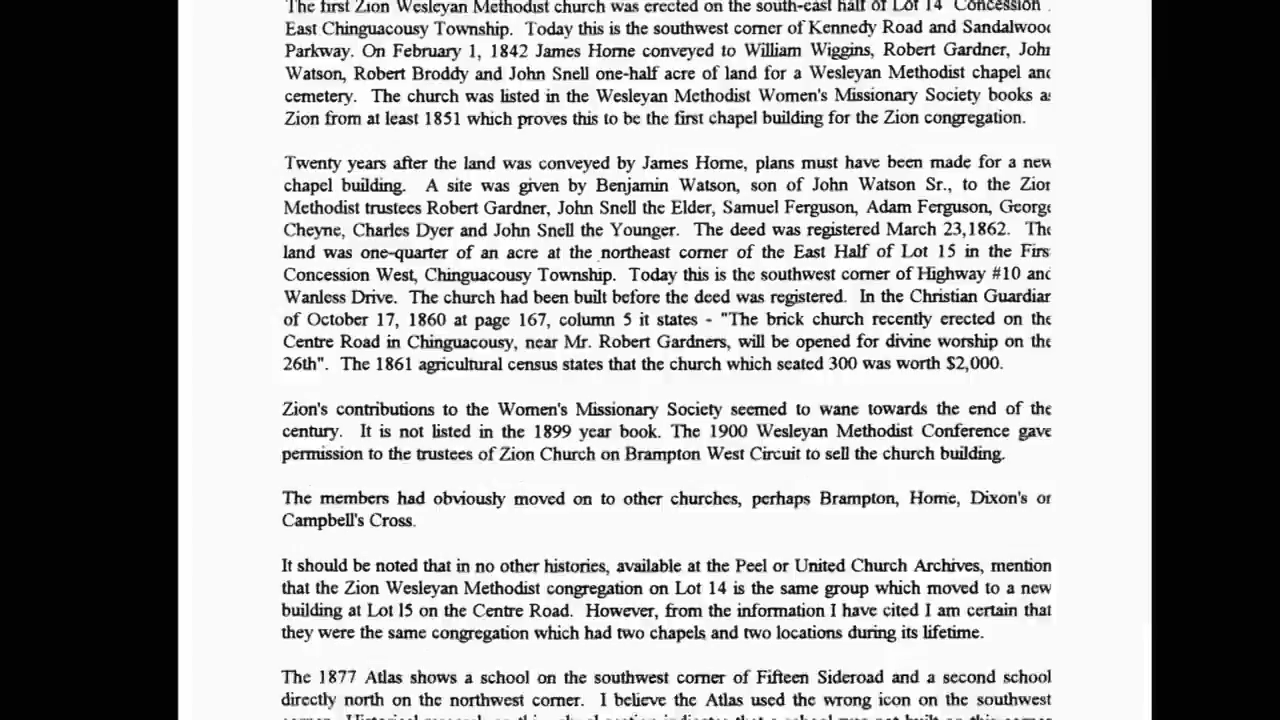 The first Zion Wesleyan Methodist church was erected on the south-east half of Lot 14 Concession
East Chinguacousy Township. Today this is the southwest corner of Kennedy Road and Sandalwood
Parkway. On February 1, 1842 James Horne conveyed to William Wiggins, Robert Gardner, John
Watson, Robert Broddy and John Snell one-half acre of land for a Wesleyan Methodist chapel and
cemetery. The church was listed in the Wesleyan Methodist Women's Missionary Society books as
Zion from at least 1851 which proves this to be the first chapel building for the Zion congregation.
Twenty years after the land was conveyed by James Horne, plans must have been made for a new
chapel building. A site was given by Benjamin Watson, son of John Watson Sr., to the Zion
Methodist trustees Robert Gardner, John Snell the Elder, Samuel Ferguson, Adam Ferguson, George
Cheyne, Charles Dyer and John Snell the Younger. The deed was registered March 23,1862. The
land was one-quarter of an acre at the northeast corner of the East Half of Lot 15 in the Firs
Concession West, Chinguacousy Township. Today this is the southwest corner of Highway #10 and
Wanless Drive. The church had been built before the deed was registered. In the Christian Guardian
of October 17, 1860 at page 167, column 5 it states - "The brick church recently erected on the
Centre Road in Chinguacousy, near Mr. Robert Gardners, will be opened for divine worship on the
26th". The 1861 agricultural census states that the church which seated 300 was worth $2,000.
Zion's contributions to the Women's Missionary Society seemed to wane towards the end of the
century. It is not listed in the 1899 year book. The 1900 Wesleyan Methodist Conference gave
permission to the trustees of Zion Church on Brampton West Circuit to sell the church building.
The members had obviously moved on to other churches, perhaps Brampton, Home, Dixon's or
Campbell's Cross.
It should be noted that in no other histories, available at the Peel or United Church Archives, mention
that the Zion Wesleyan Methodist congregation on Lot 14 is the same group which moved to a new
building at Lot 15 on the Centre Road. However, from the information I have cited I am certain that
they were the same congregation which had two chapels and two locations during its lifetime.
The 1877 Atlas shows a school on the southwest corner of Fifteen Sideroad and a second school
directly north on the northwest corner. I believe the Atlas used the wrong icon on the southwest